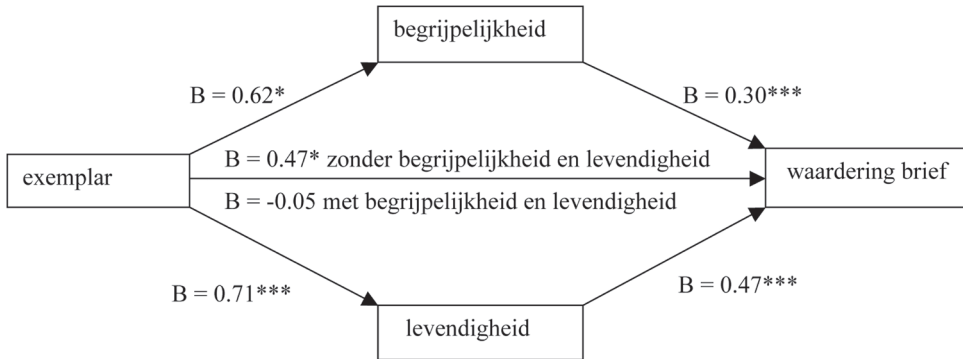 begrijpelijkheid
B = 0.62*
B = 0.30***
exemplar
B = 0.47* zonder begrijpelijkheid en levendigheid
waardering brief
B = -0.05 met begrijpelijkheid en levendigheid
B = 0.71***
B = 0.47***
levendigheid